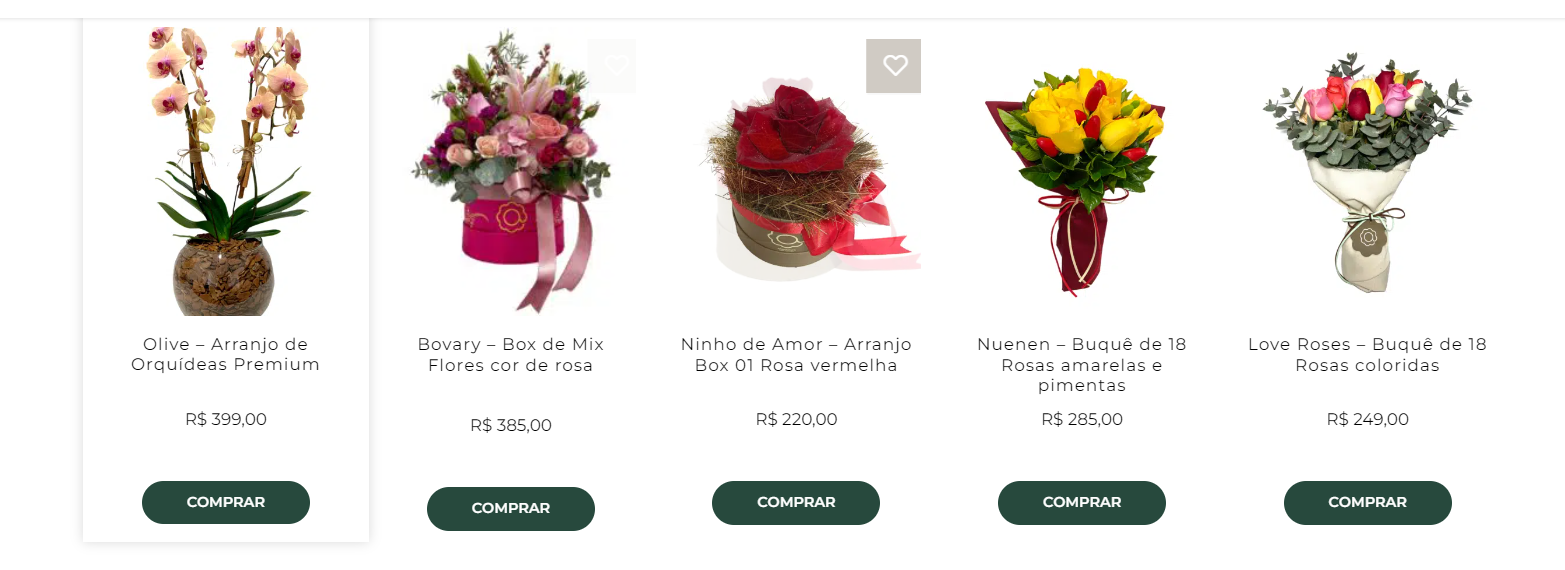 Olive – Arranjo de
Orquídeas Premium
R$ 399,00
COMPRAR
Bovary – Box de Mix
Flores cor de rosa
R$ 385,00
COMPRAR
Ninho de Amor – Arranjo
Box 01 Rosa vermelha
R$ 220,00
COMPRAR
Nuenen – Buquê de 18
Rosas amarelas e
pimentas
R$ 285,00
COMPRAR
Love Roses – Buquê de 18
Rosas coloridas
R$ 249,00
COMPRAR